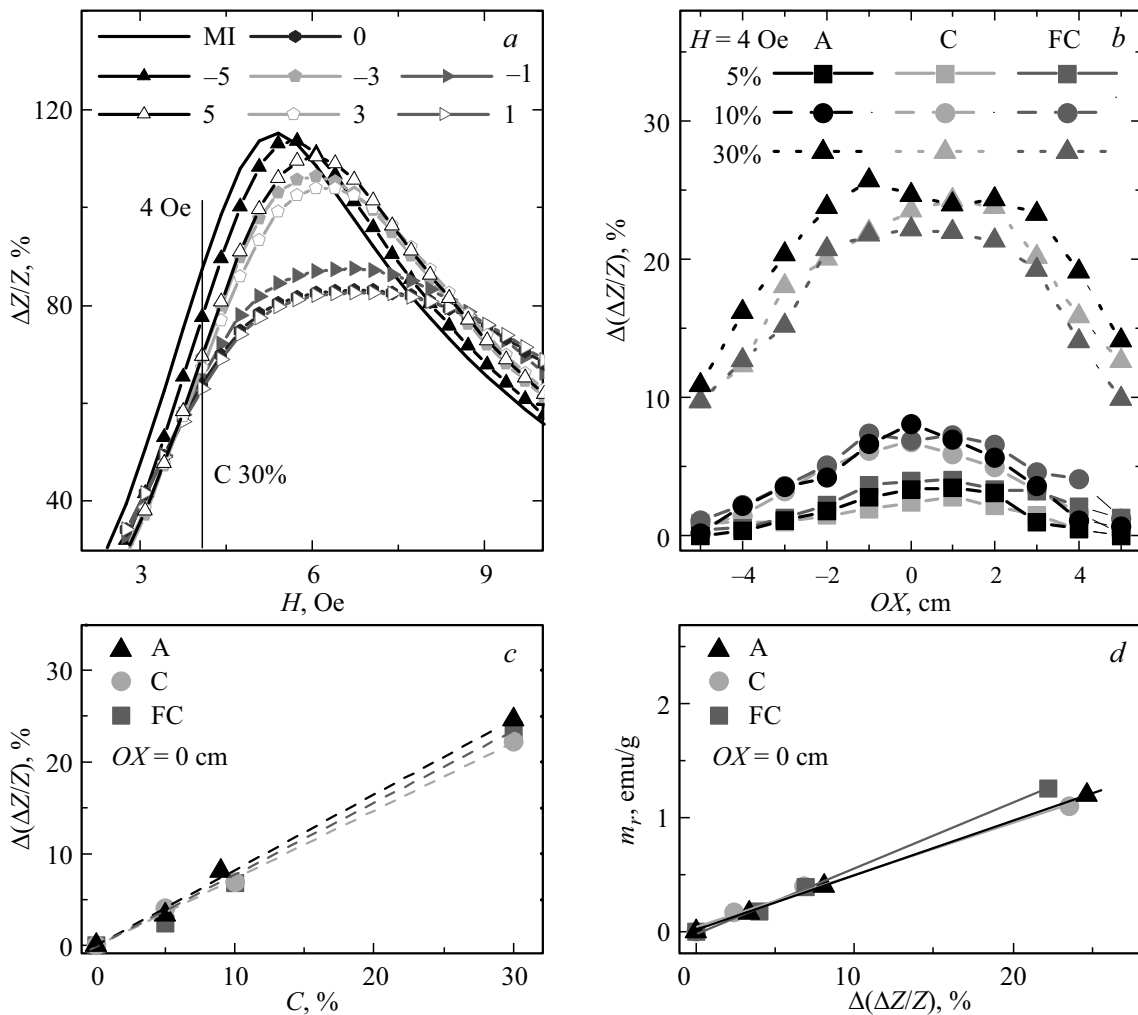 MI 0 a
–5 –3 –1
5 3 1
120
4 Oe
80
C 30%
40
3 6 9
H, Oe
ΔZ/Z, %
H = 4 Oe A C FC b
5%
10%
30%
30
20
10
0
–4 –2 0 2 4
OX, cm
Δ(ΔZ/Z), %
A c
C
FC
OX = 0 cm
30
20
10
0
0 10 20 30
C, %
Δ(ΔZ/Z), %
A d
C
FC
OX = 0 cm
2
1
0
0 10 20
Δ(ΔZ/Z), %
m_r, emu/g